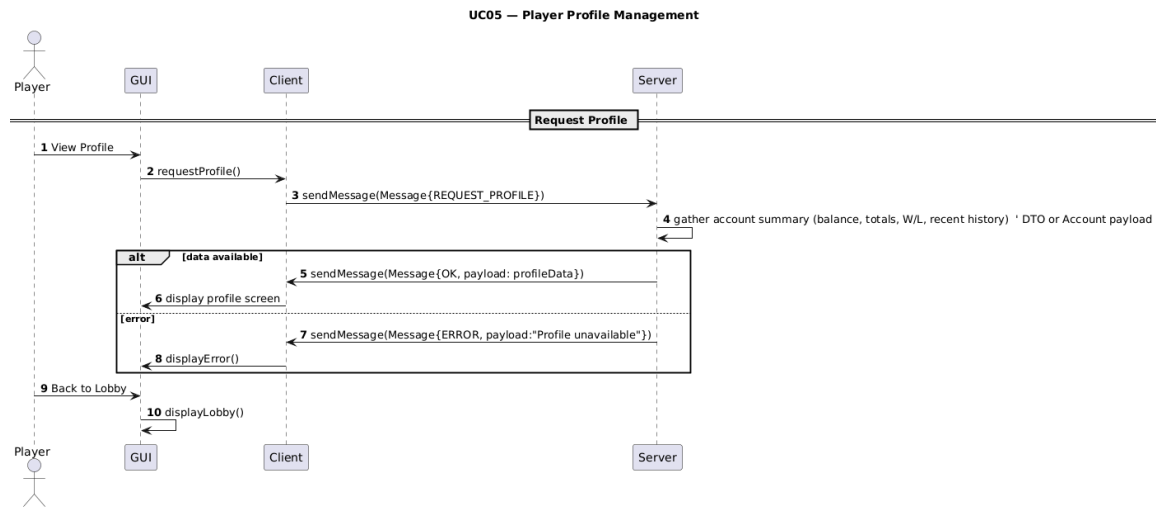 UC05 — Player Profile Management
Player
GUI
Client
Server
Request Profile
1 View Profile
2 requestProfile()
3 sendMessage(Message{REQUEST_PROFILE})
4 gather account summary (balance, totals, W/L, recent history)  ' DTO or Account payload
alt [data available]
5 sendMessage(Message{OK, payload: profileData})
6 display profile screen
[error]
7 sendMessage(Message{ERROR, payload:"Profile unavailable"})
8 displayError()
9 Back to Lobby
10 displayLobby()
Player
GUI
Client
Server